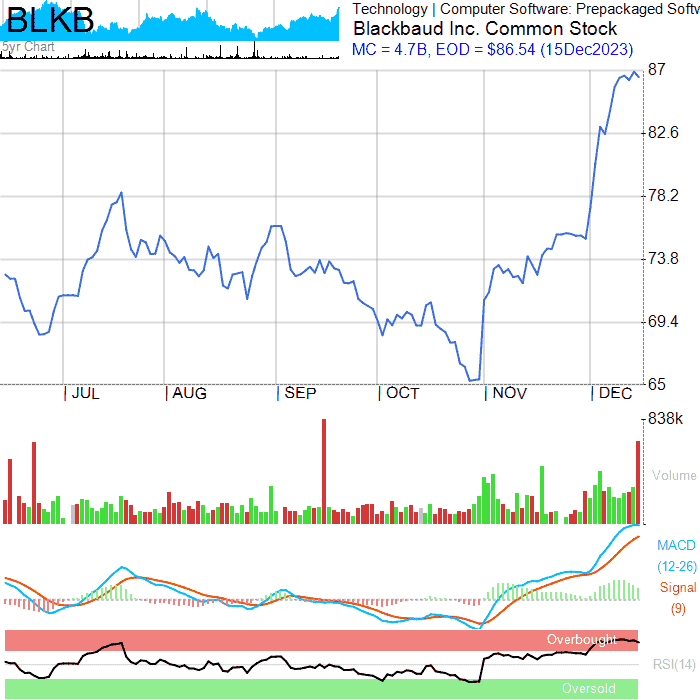 BLKB
5yr Chart
Technology | Computer Software: Prepackaged Softw
Blackbaud Inc. Common Stock
MC = 4.7B, EOD = $86.54 (15Dec2023)
87
82.6
78.2
73.8
69.4
65
| JUL | AUG | SEP | OCT | NOV | DEC
838k
Volume
MACD
(12-26)
Signal
(9)
Overbought
RSI(14)
Oversold